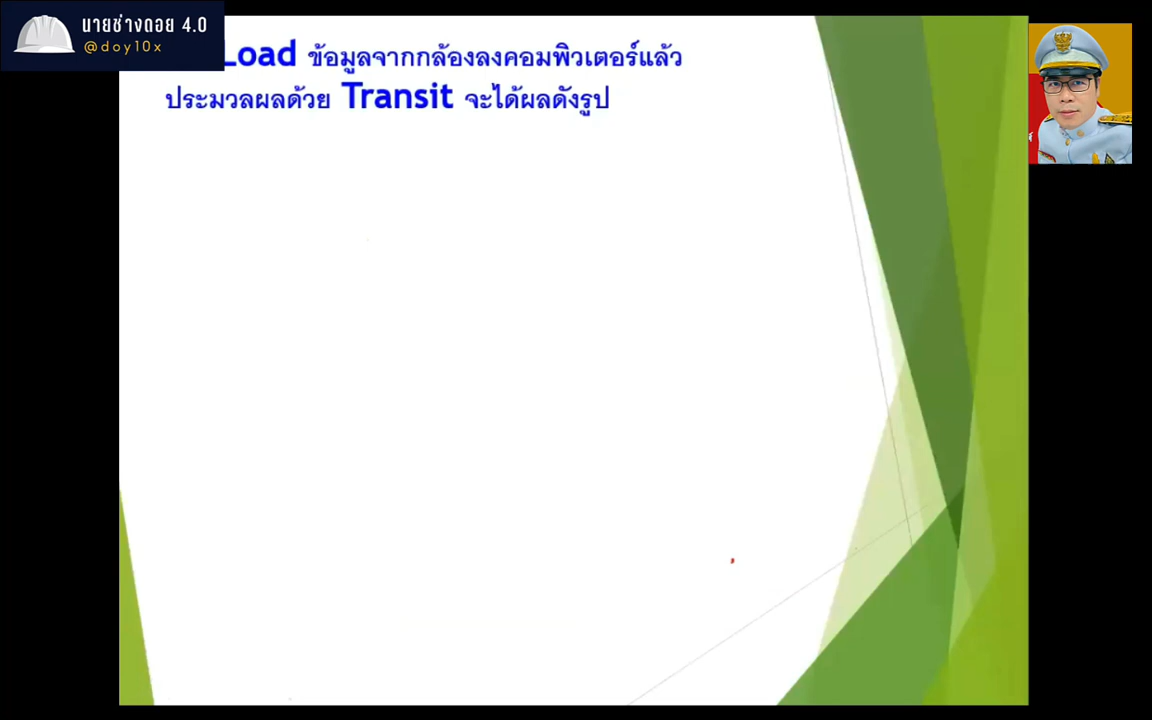 นายช่างดอย 4.0
@doy10x
Load ข้อมูลจากกล้องลงคอมพิวเตอร์แล้ว
ประมวลผลด้วย Transit จะได้ผลดังรูป